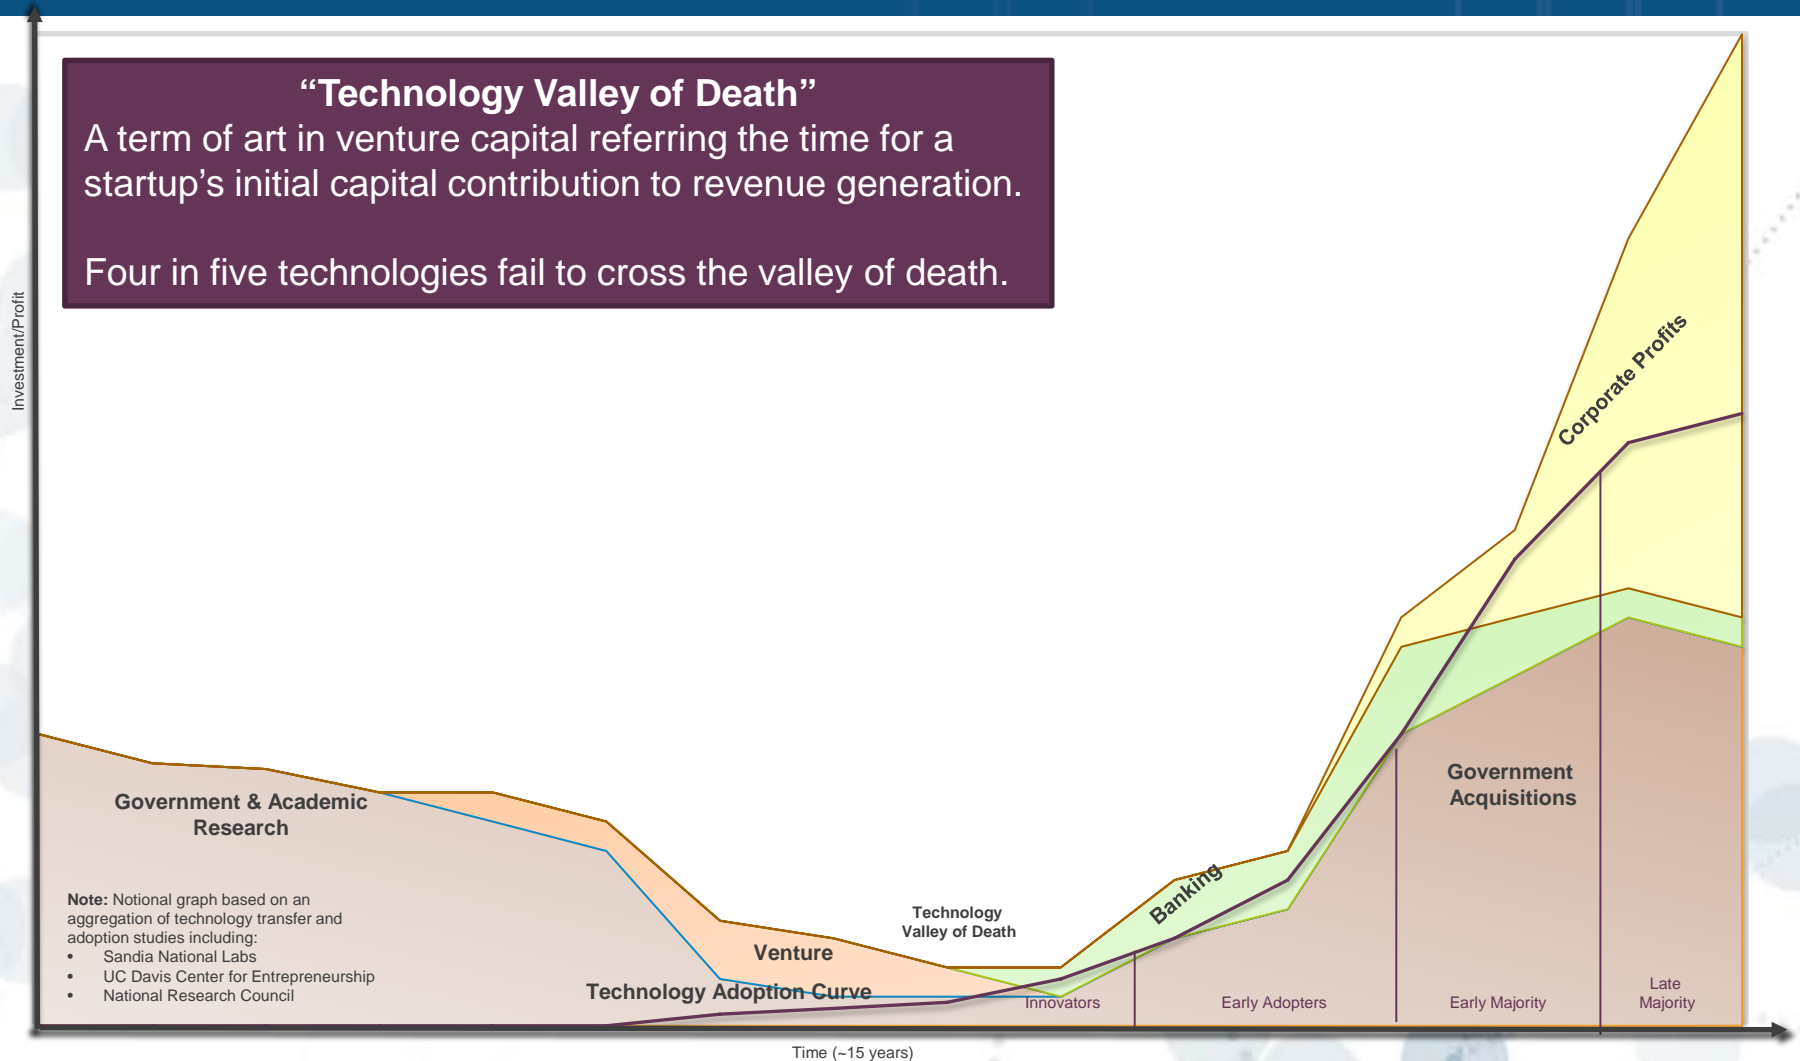 “Technology Valley of Death”
A term of art in venture capital referring the time for a
startup’s initial capital contribution to revenue generation.
Four in five technologies fail to cross the valley of death.
Investment/Profit
Corporate Profits
Government & Academic
Research
Government
Acquisitions
Banking
Note: Notional graph based on an
aggregation of technology transfer and
adoption studies including:
• Sandia National Labs
• UC Davis Center for Entrepreneurship
• National Research Council
Technology
Valley of Death
Venture
Technology Adoption Curve
Innovators
Early Adopters
Early Majority
Late
Majority
Time (~15 years)